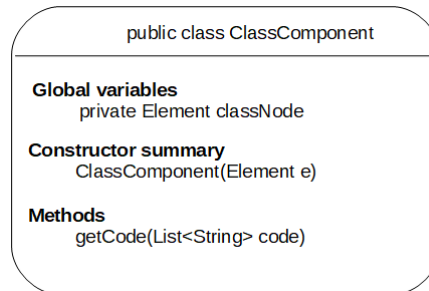 public class ClassComponent
Global variables
private Element classNode
Constructor summary
ClassComponent(Element e)
Methods
getCode(List<String> code)